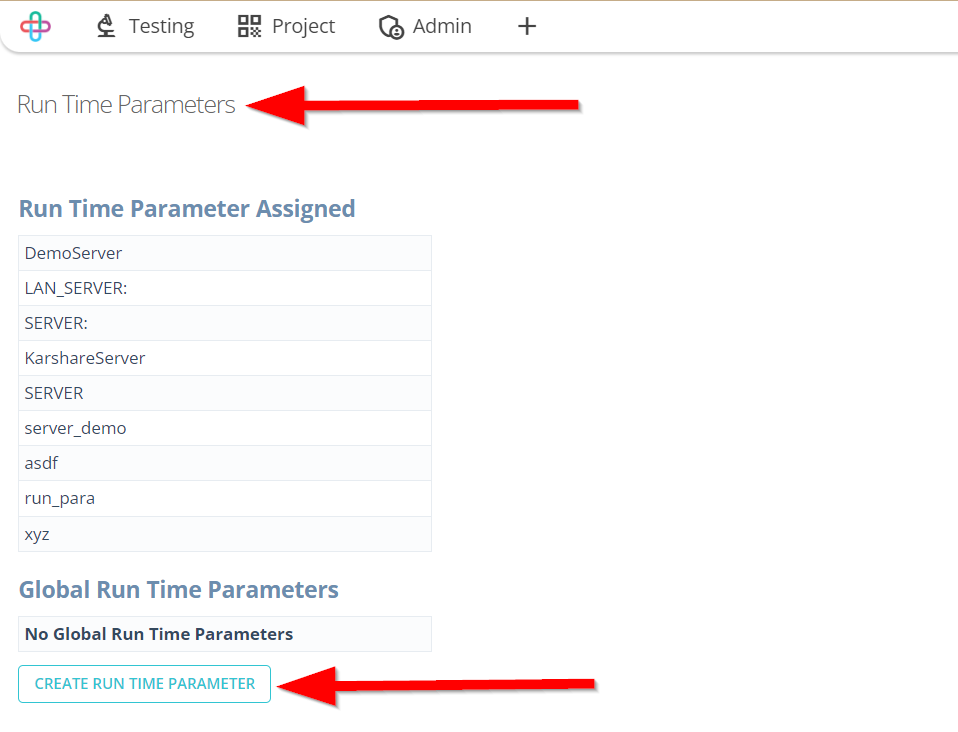 Testing Project Admin +
Run Time Parameters
Run Time Parameter Assigned
DemoServer
LAN_SERVER:
SERVER:
KarshareServer
SERVER
server_demo
asdf
run_para
xyz
Global Run Time Parameters
No Global Run Time Parameters
CREATE RUN TIME PARAMETER